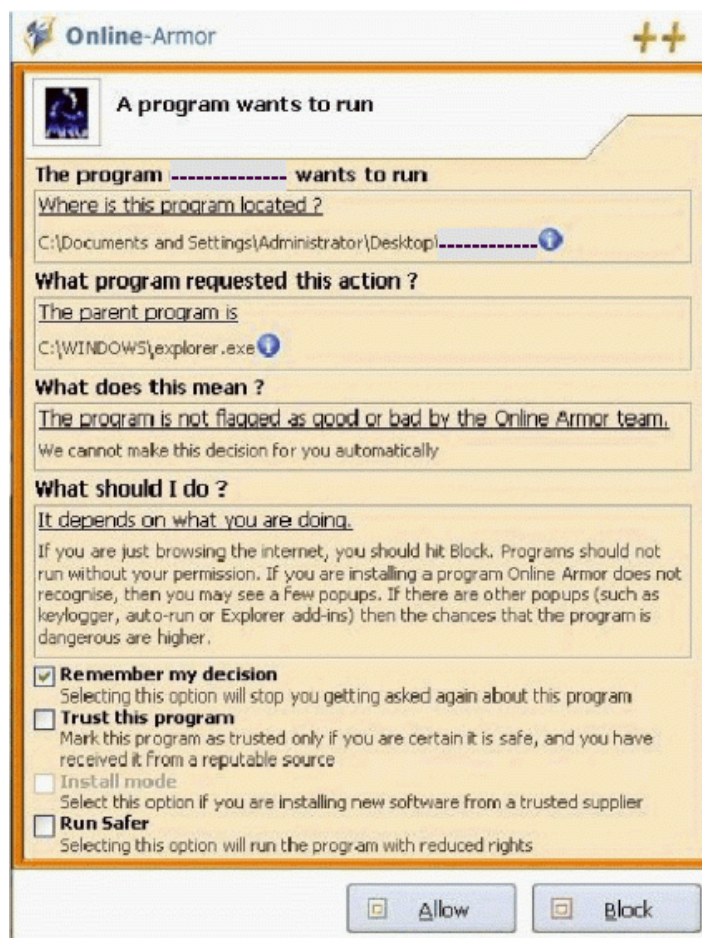 Online-Armor
++
MRG
A program wants to run
The program -------------- wants to run
Where is this program located ?
C:\Documents and Settings\Administrator\Desktop\------------
What program requested this action ?
The parent program is
C:\WINDOWS\explorer.exe
What does this mean ?
The program is not flagged as good or bad by the Online Armor team.
We cannot make this decision for you automatically
What should I do ?
It depends on what you are doing.
If you are just browsing the internet, you should hit Block. Programs should not
run without your permission. If you are installing a program Online Armor does not
recognise, then you may see a few popups. If there are other popups (such as
keylogger, auto-run or Explorer add-ins) then the chances that the program is
dangerous are higher.
Remember my decision
Selecting this option will stop you getting asked again about this program
Trust this program
Mark this program as trusted only if you are certain it is safe, and you have
received it from a reputable source
Install mode
Select this option if you are installing new software from a trusted supplier
Run Safer
Selecting this option will run the program with reduced rights
Allow
Block